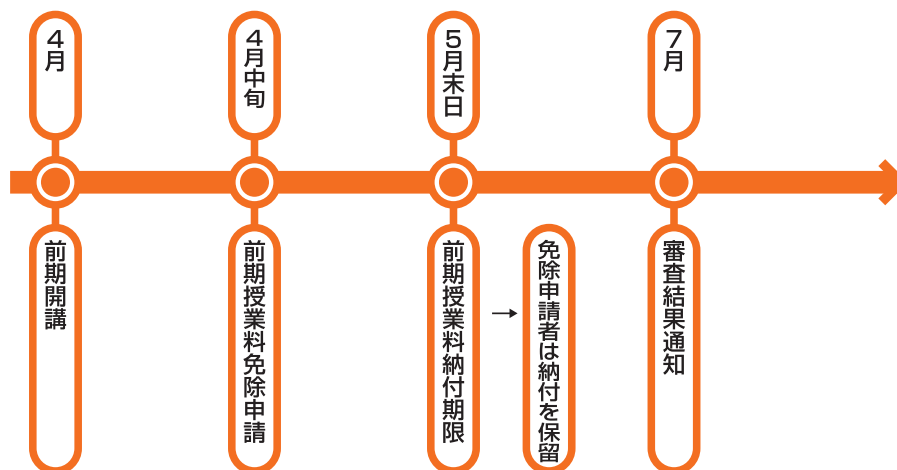 4月
前期開講
4月中旬
前期授業料免除申請
5月末日
前期授業料納付期限
→
免除申請者は納付を保留
7月
審査結果通知